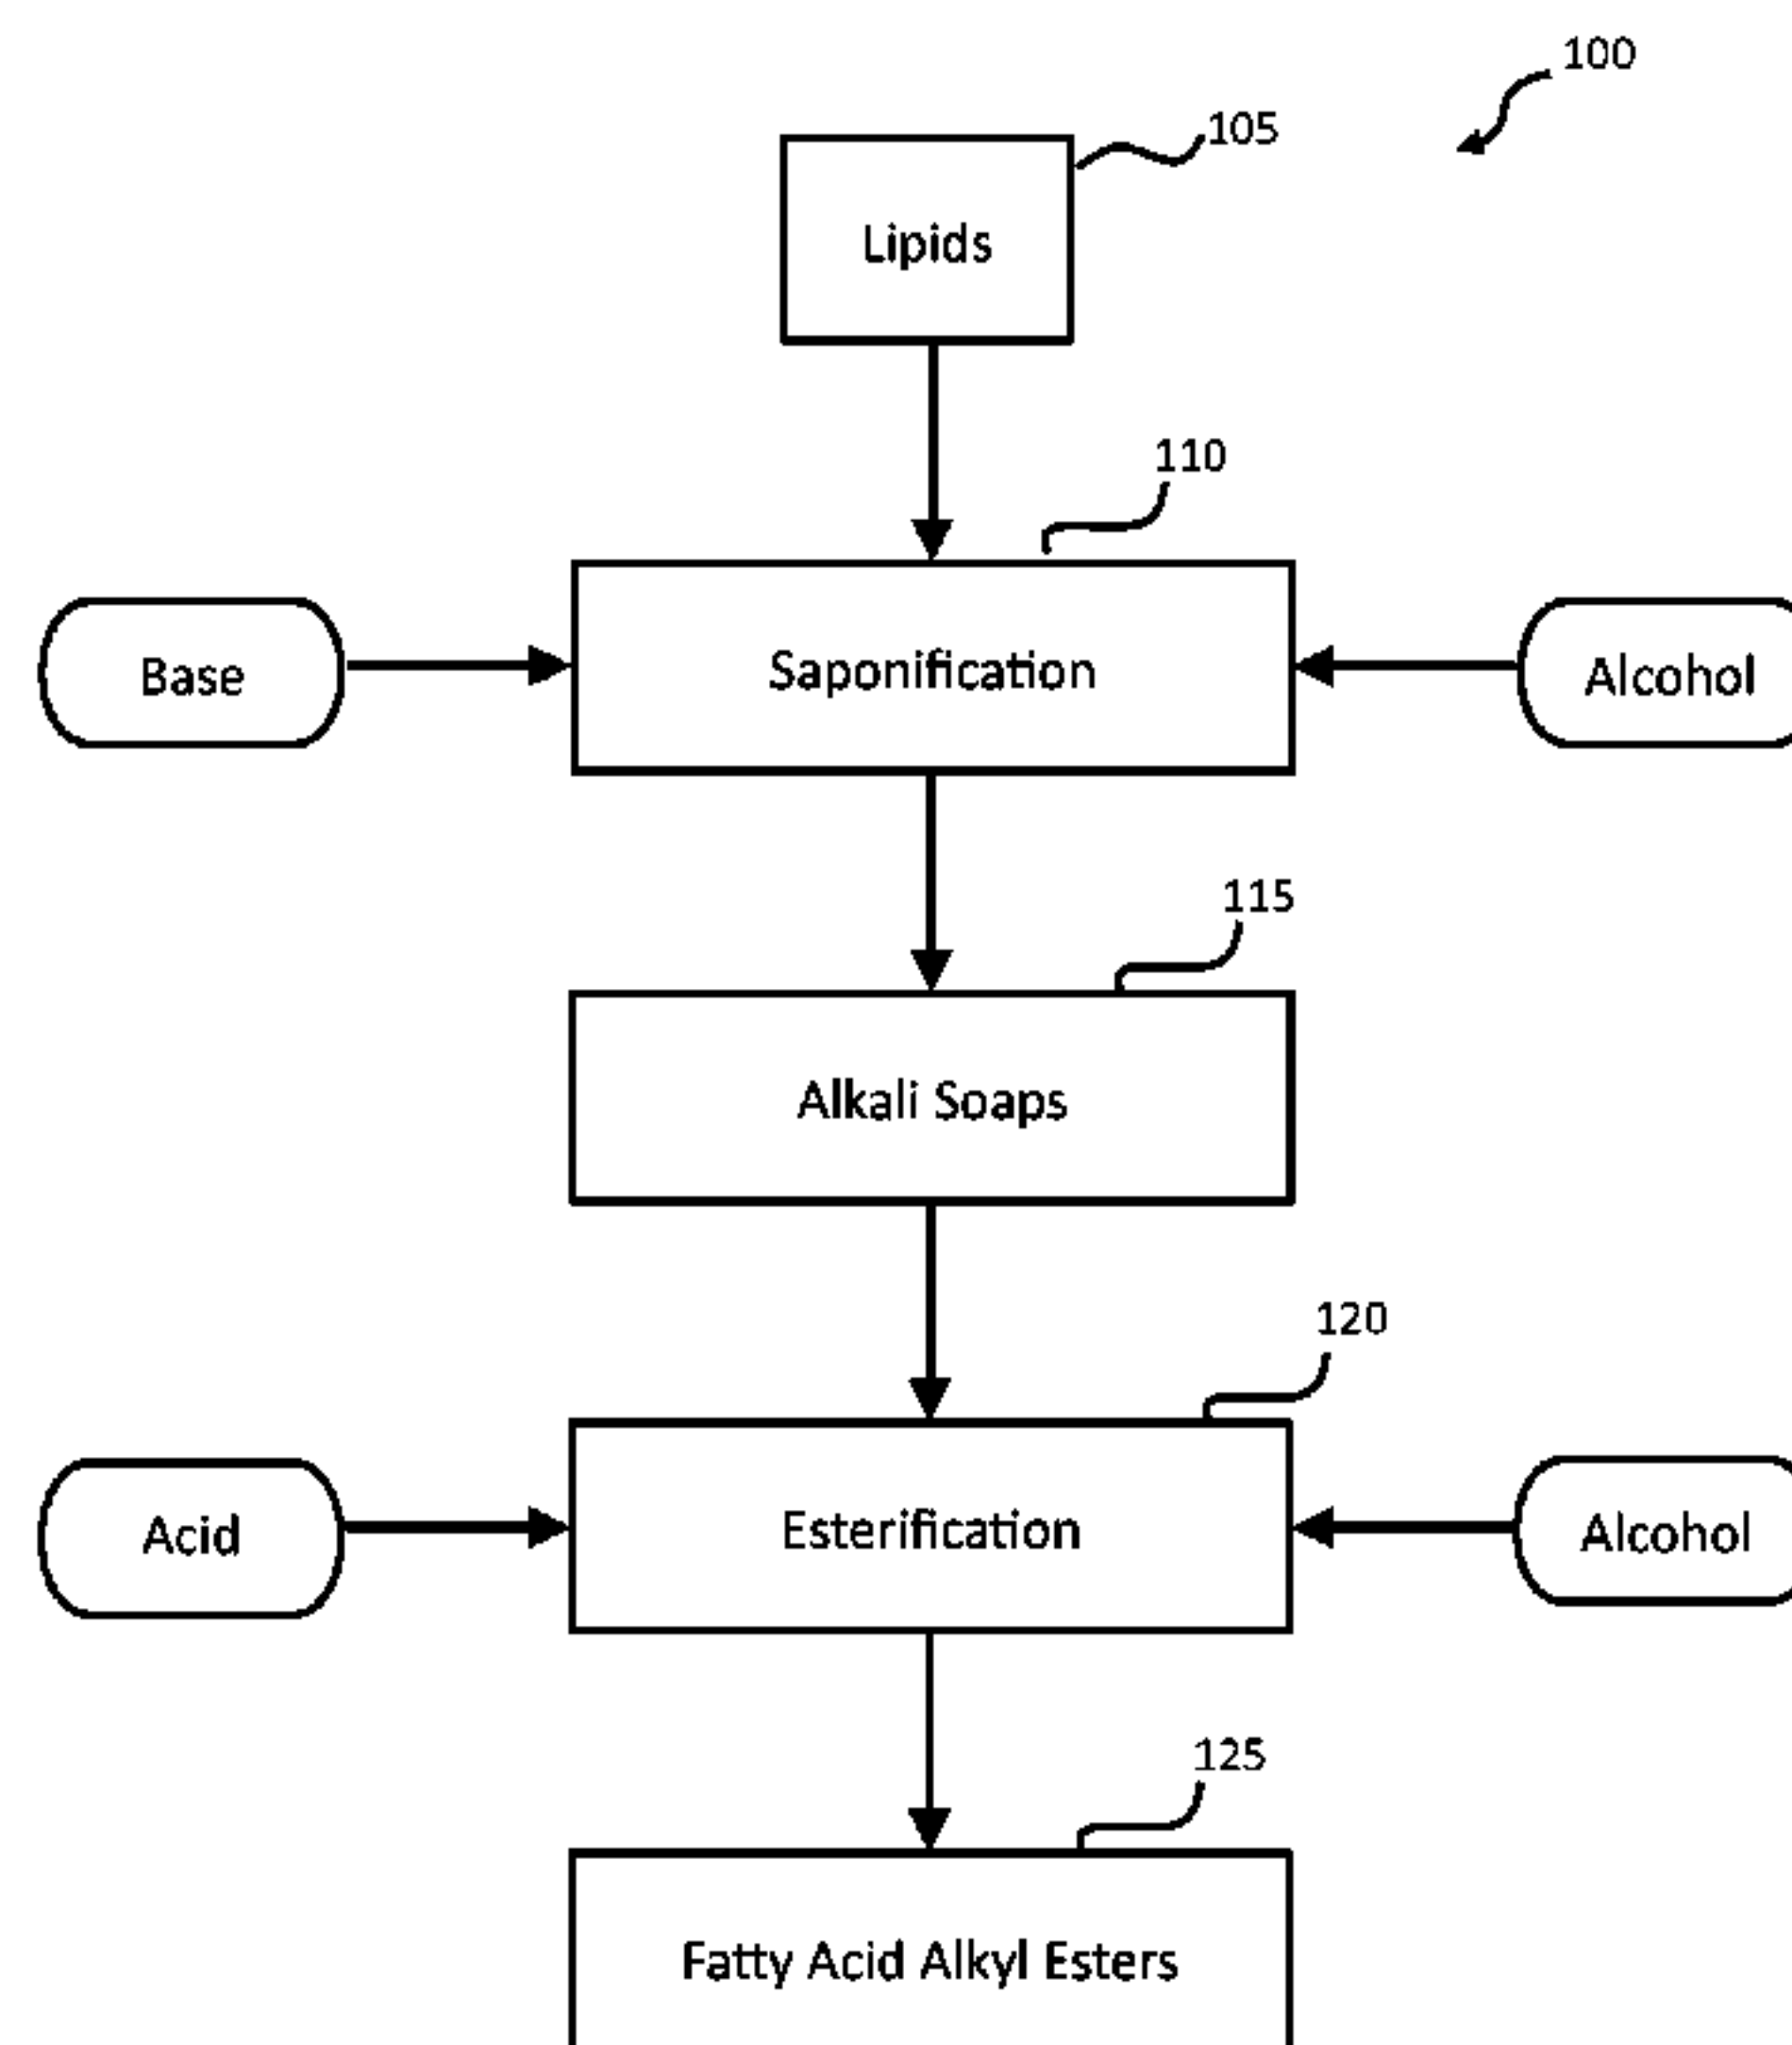 100
105
Lipids
110
Base
Saponification
Alcohol
115
Alkali Soaps
120
Acid
Esterification
Alcohol
125
Fatty Acid Alkyl Esters